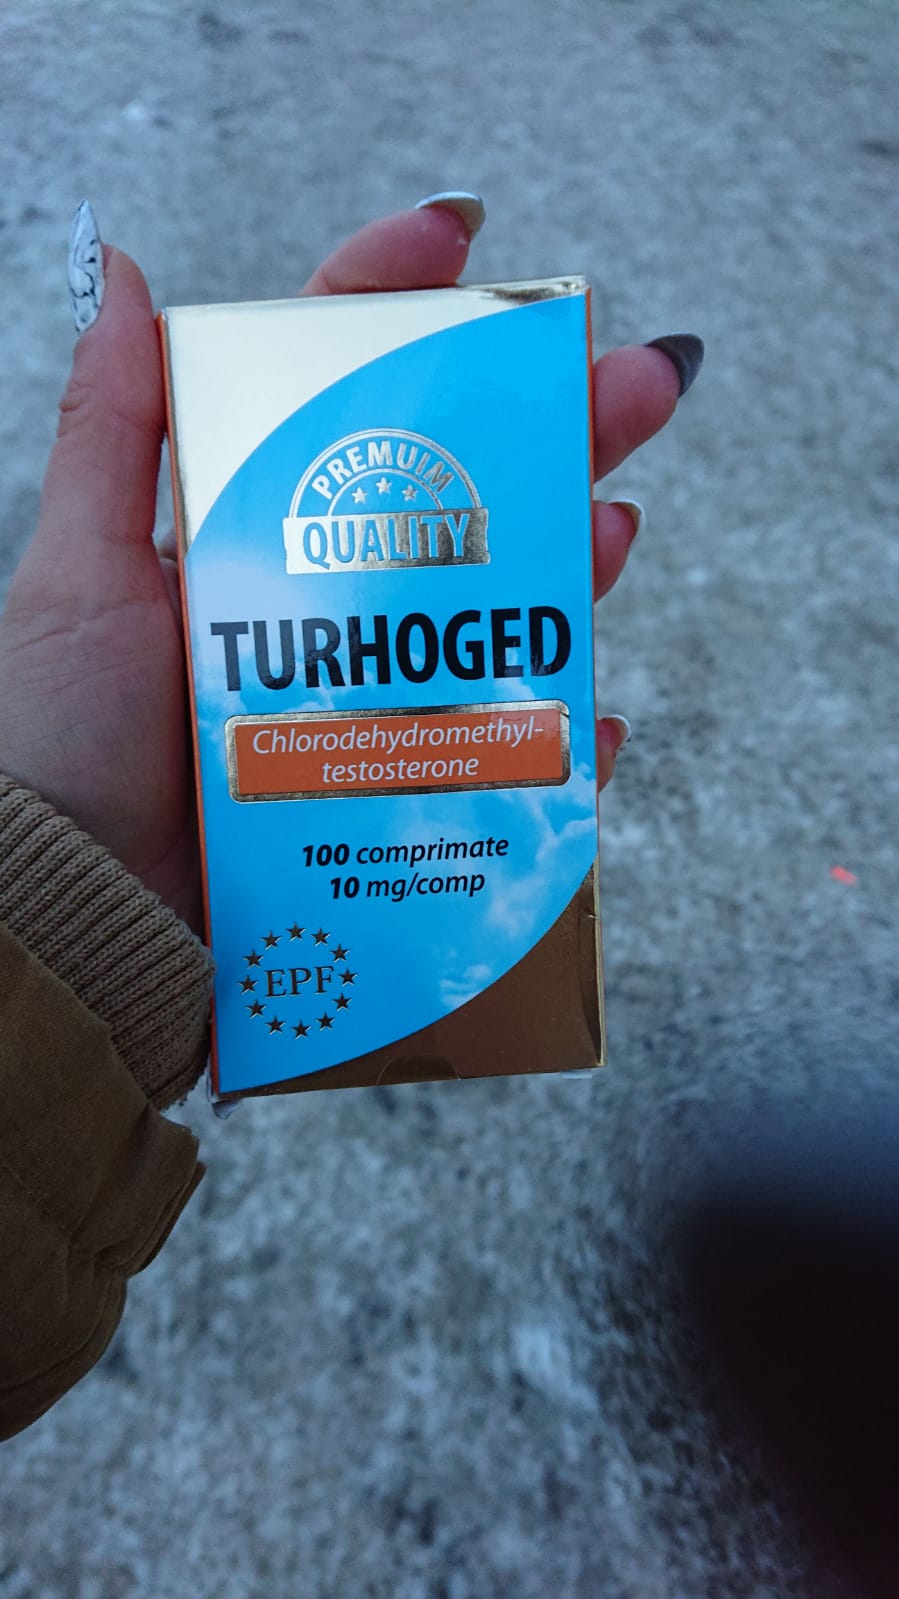 PREMUIM
QUALITY
TURHOGED
Chlorodehydromethyl-
testosterone
100 comprimate
10 mg/comp
EPF